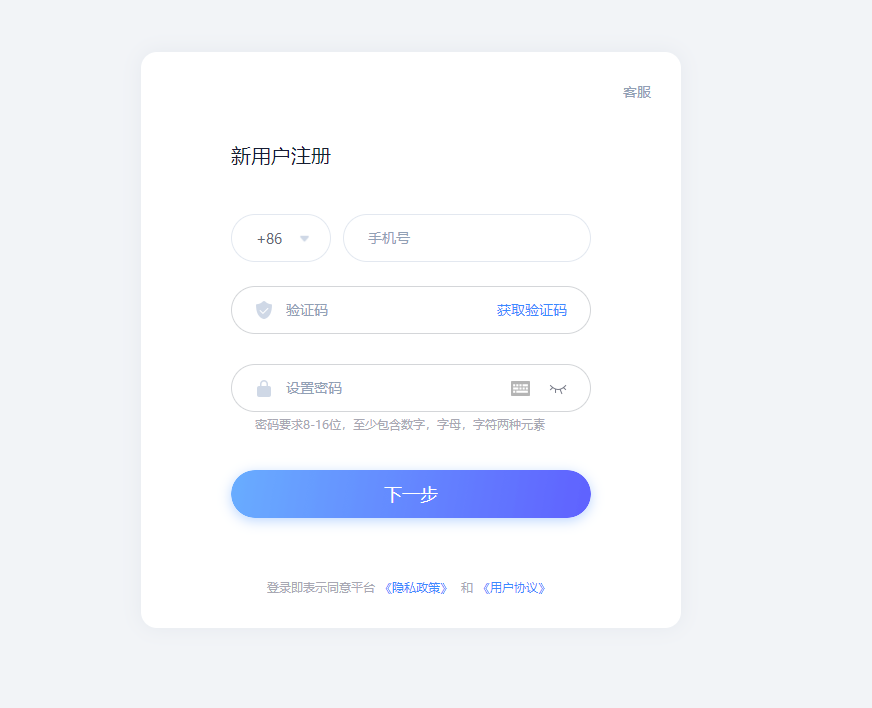 客服
新用户注册
+86 手机号
验证码 获取验证码
设置密码
密码要求8-16位，至少包含数字，字母，字符两种元素
下一步
登录即表示同意平台《隐私政策》 和《用户协议》